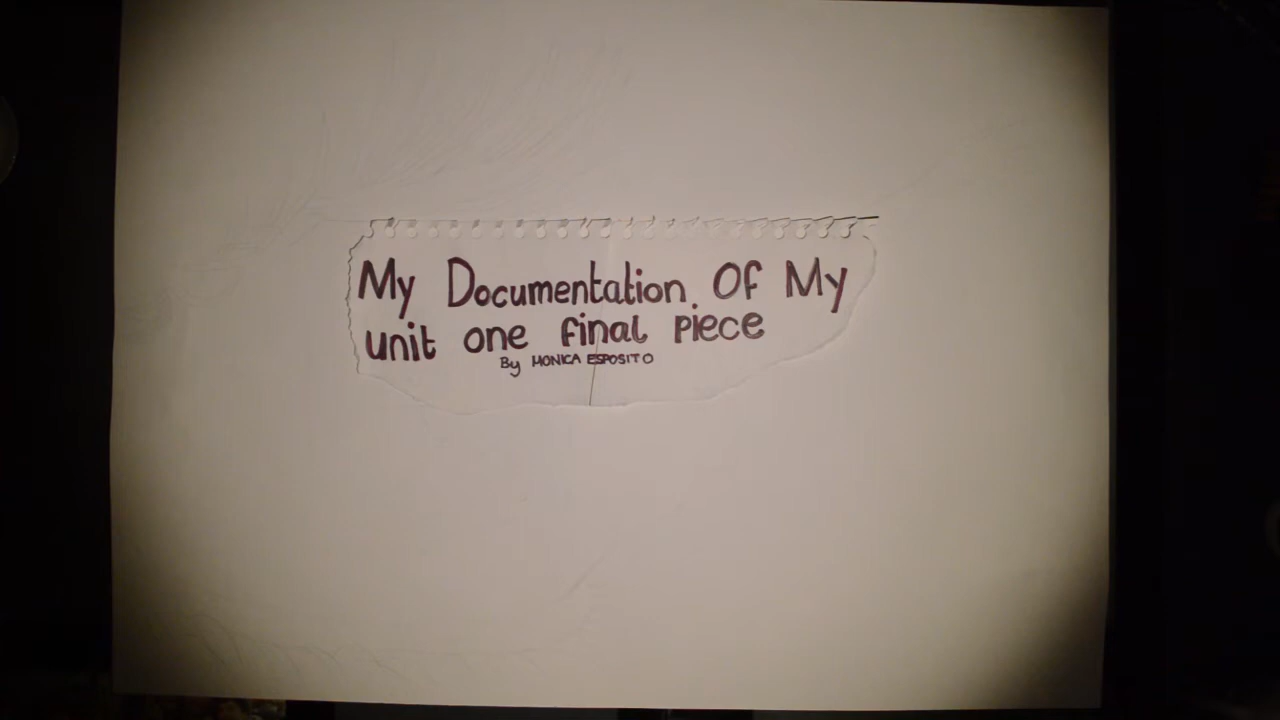 My Documentation Of My
unit one final piece
By MONICA ESPOSITO